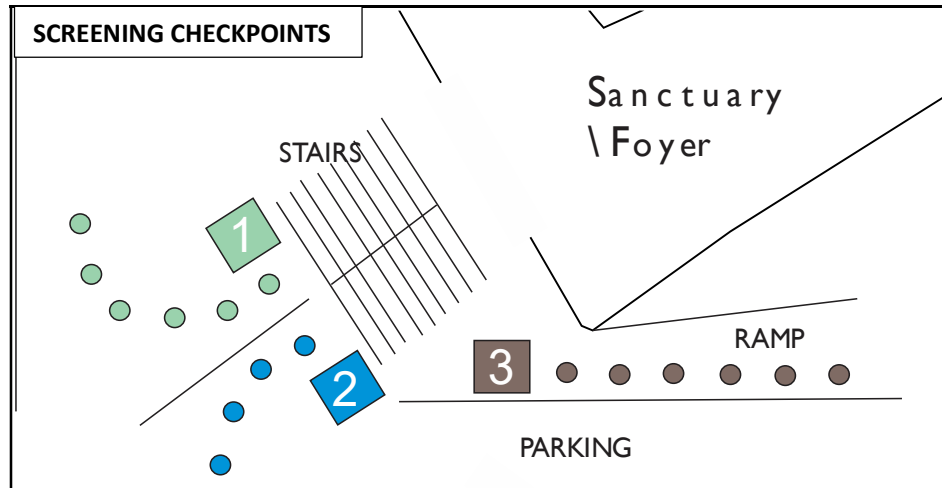 SCREENING CHECKPOINTS
Sanctuary
\ Foyer
STAIRS
1
2
3
RAMP
PARKING